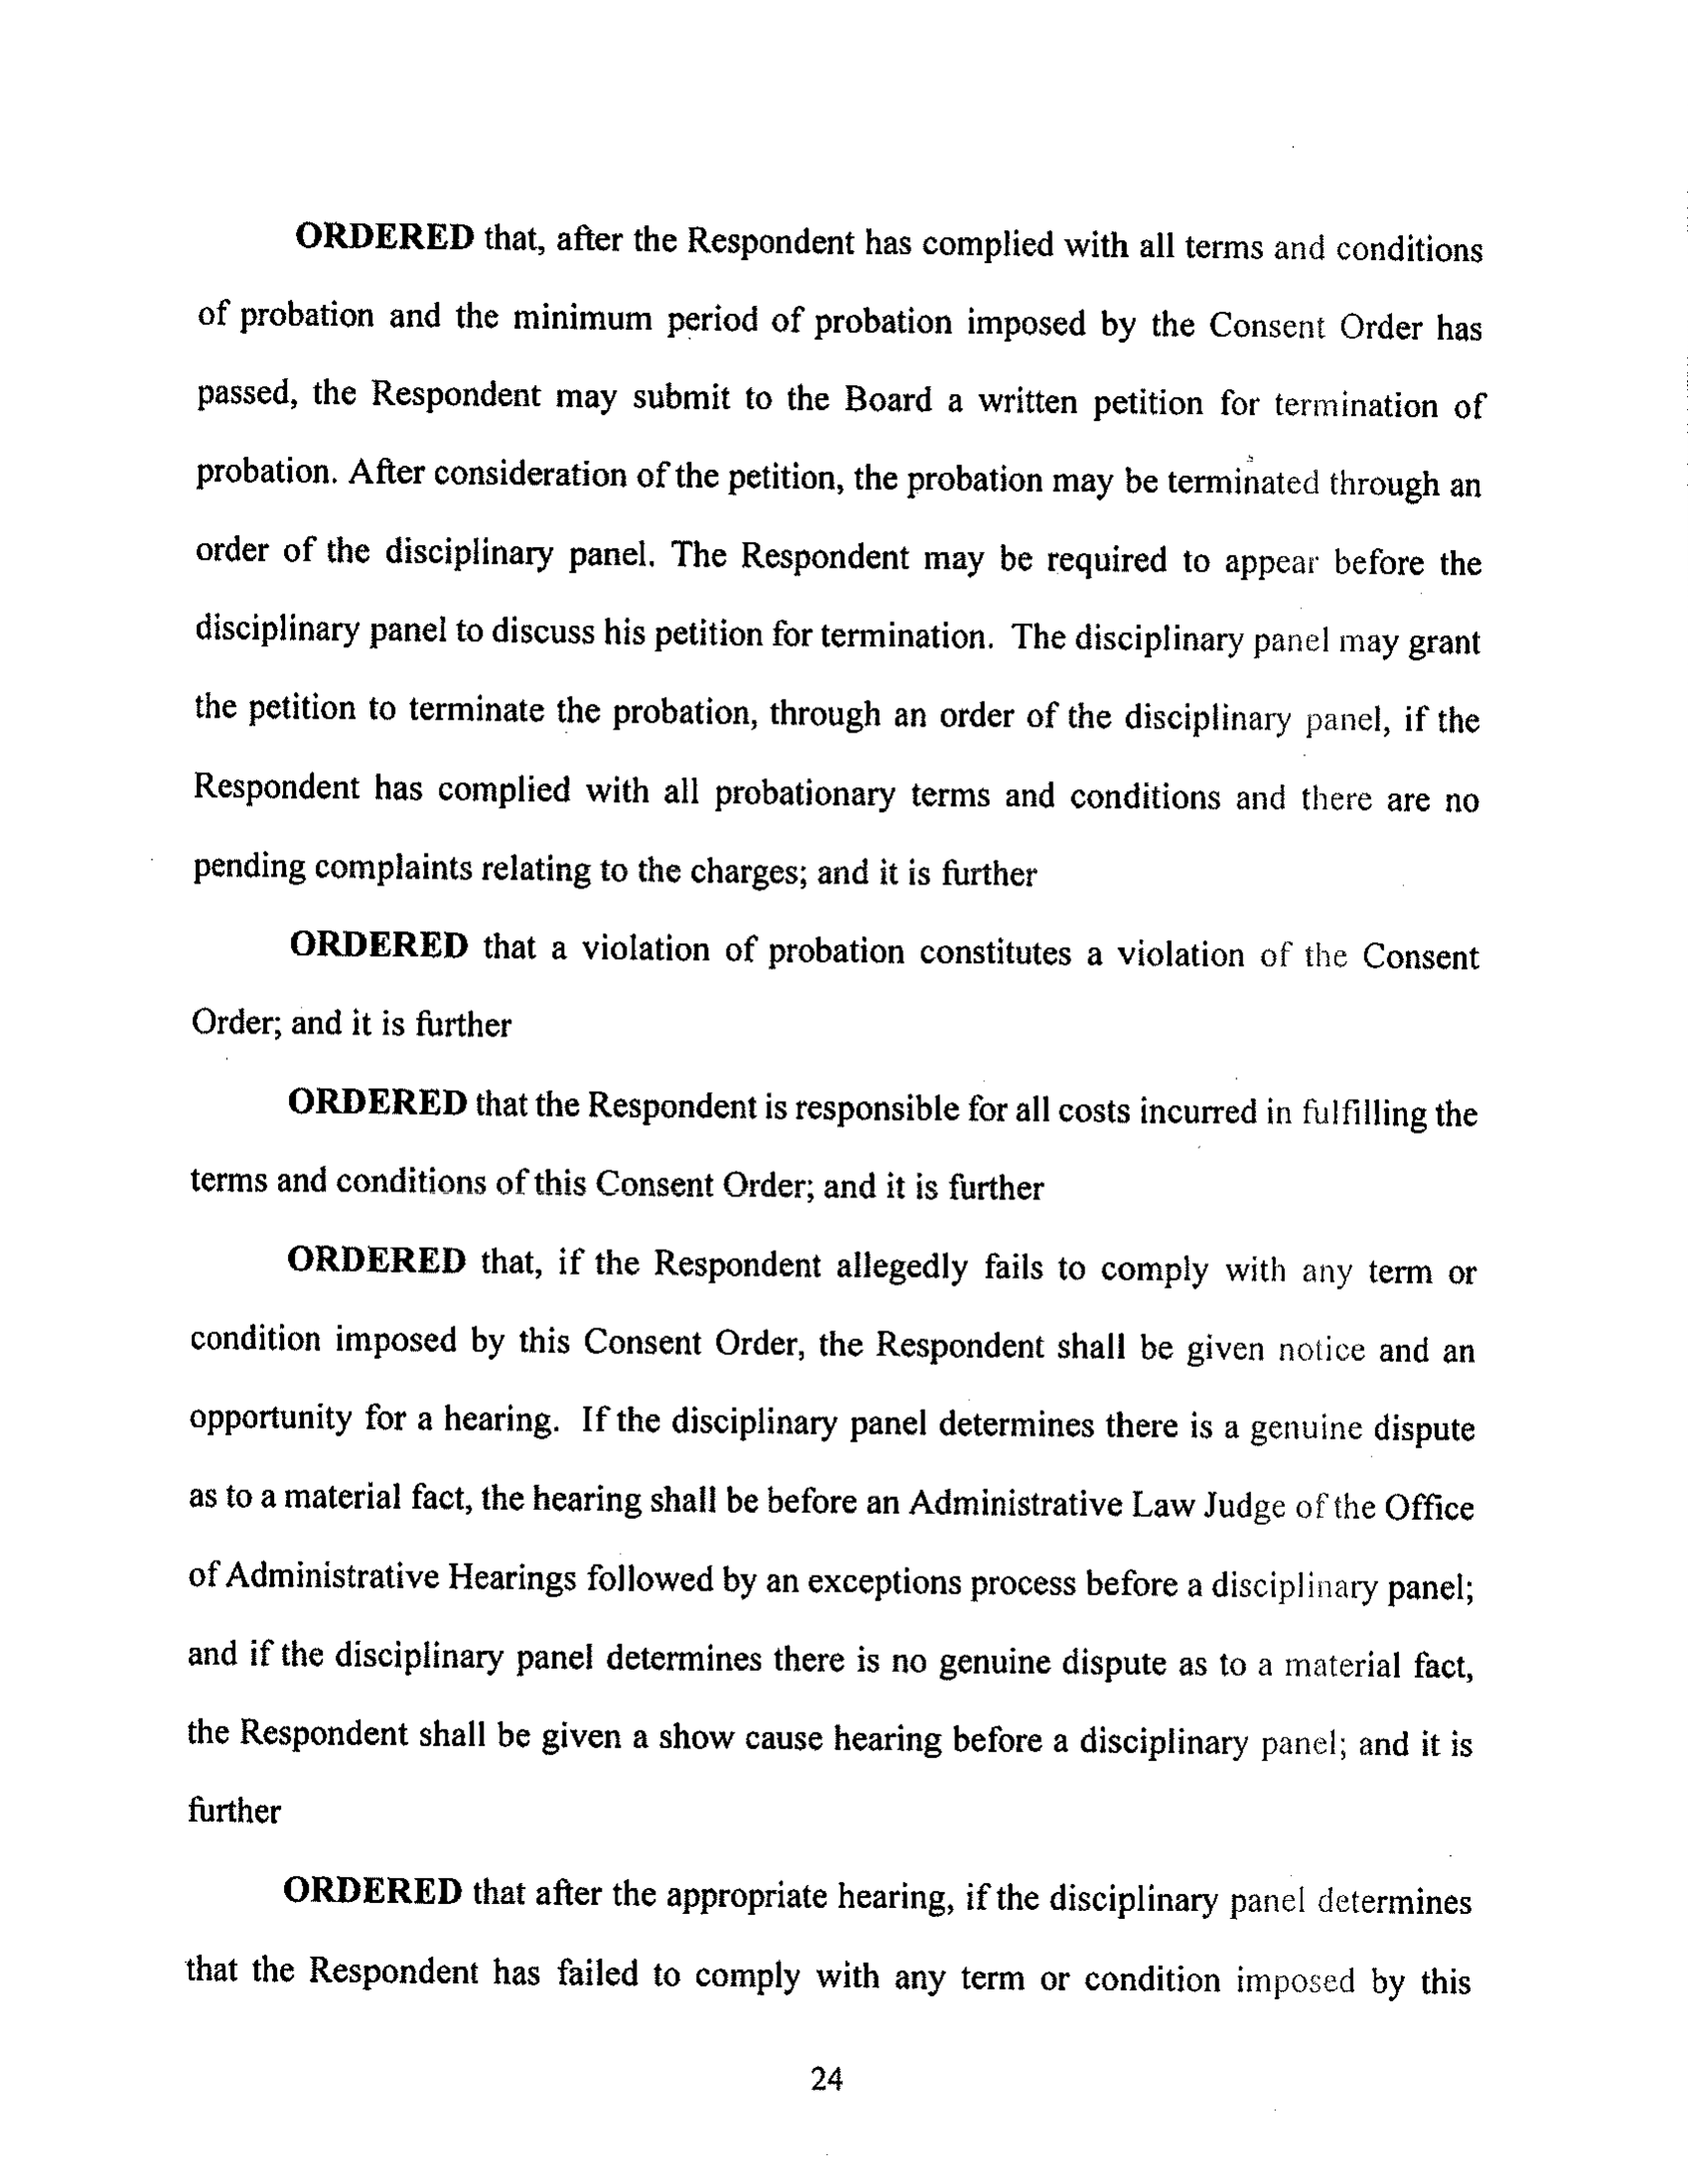 ORDERED that, after the Respondent has complied with all terms and conditions
of probation and the minimum period of probation imposed by the Consent Order has
passed, the Respondent may submit to the Board a written petition for termination of
probation. After consideration of the petition, the probation may be terminated through an
order of the disciplinary panel. The Respondent may be required to appear before the
disciplinary panel to discuss his petition for termination. The disciplinary panel may grant
the petition to terminate the probation, through an order of the disciplinary panel, if the
Respondent has complied with all probationary terms and conditions and there are no
pending complaints relating to the charges; and it is further
ORDERED that a violation of probation constitutes a violation of the Consent
Order; and it is further
ORDERED that the Respondent is responsible for all costs incurred in fulfilling the
terms and conditions of this Consent Order; and it is further
ORDERED that, if the Respondent allegedly fails to comply with any term or
condition imposed by this Consent Order, the Respondent shall be given notice and an
opportunity for a hearing. If the disciplinary panel determines there is a genuine dispute
as to a material fact, the hearing shall be before an Administrative Law Judge of the Office
of Administrative Hearings followed by an exceptions process before a disciplinary panel;
and if the disciplinary panel determines there is no genuine dispute as to a material fact,
the Respondent shall be given a show cause hearing before a disciplinary panel; and it is
further
ORDERED that after the appropriate hearing, if the disciplinary panel determines
that the Respondent has failed to comply with any term or condition imposed by this
24